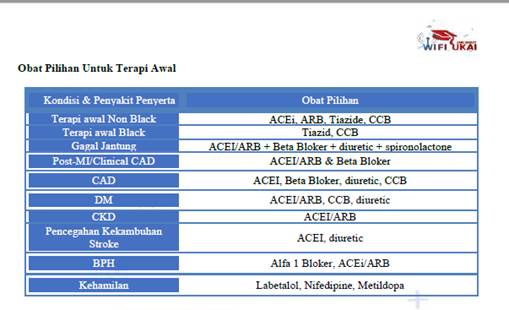 WIFI UKAI
Obat Pilihan Untuk Terapi Awal
Kondisi & Penyakit Penyerta Obat Pilihan
Terapi awal Non Black ACEi, ARB, Tiazide, CCB
Terapi awal Black Tiazid, CCB
Gagal Jantung ACEI/ARB + Beta Bloker + diuretic + spironolactone
Post-MI/Clinical CAD ACEI/ARB & Beta Bloker
CAD ACEI, Beta Bloker, diuretic, CCB
DM ACEI/ARB, CCB, diuretic
CKD ACEI/ARB
Pencegahan Kekambuhan
Stroke ACEI, diuretic
BPH Alfa 1 Bloker, ACEi/ARB
Kehamilan Labetalol, Nifedipine, Metildopa